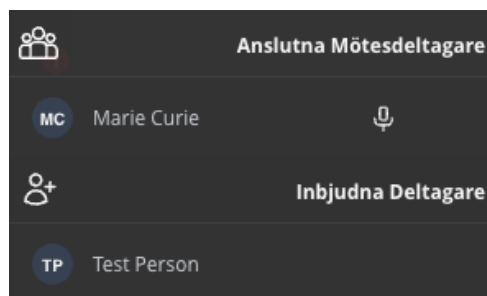 Anslutna Mötesdeltagare
MC Marie Curie
Inbjudna Deltagare
TP Test Person